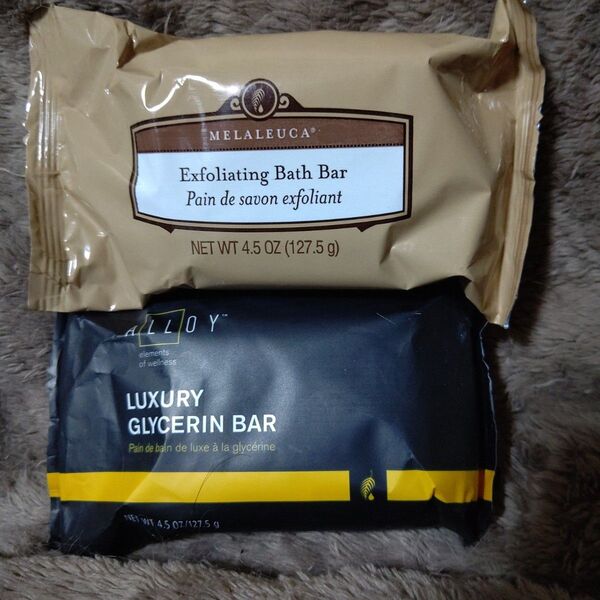 MELALEUCA®
Exfoliating Bath Bar
Pain de savon exfoliant
NET WT 4.5 OZ (127.5 g)
ALLOY™
elements
of wellness
LUXURY
GLYCERIN BAR
Pain de bain de luxe à la glycérine
NET WT 4.5 OZ/127.5 g